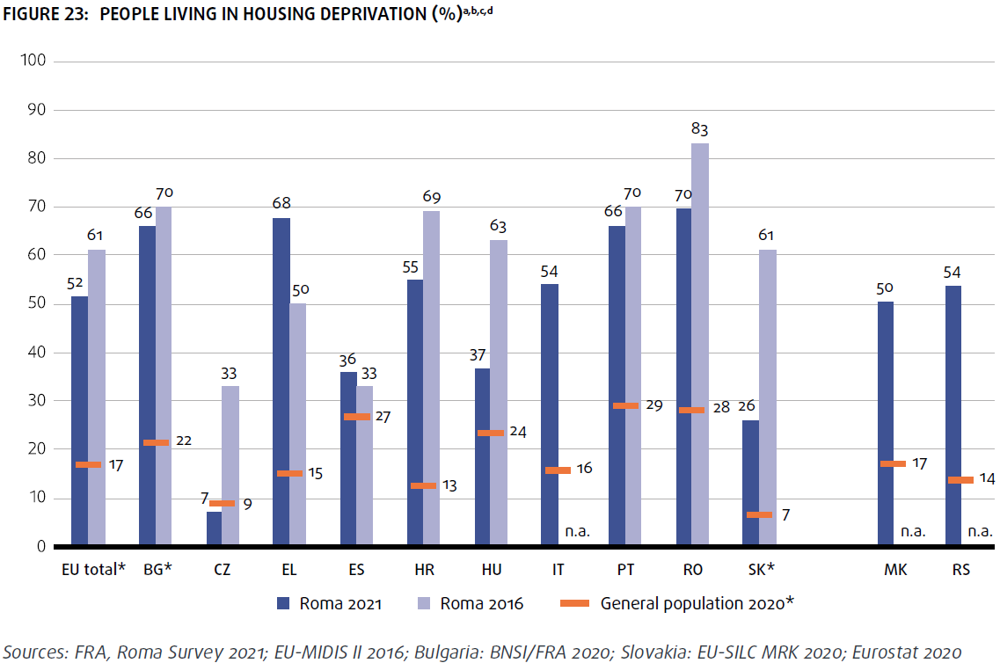 FIGURE 23: PEOPLE LIVING IN HOUSING DEPRIVATION (%)a,b,c,d
100
90
80
70
60
50
40
30
20
10
0
52 61 17
66 70 22
7 33 9
68 50 15
36 33 27
55 69 13
37 63 24
54 16 n.a.
66 70 29
70 83 28
26 61 7
50 17 n.a.
54 14 n.a.
EU total* BG* CZ EL ES HR HU IT PT RO SK* MK RS
Roma 2021 Roma 2016 General population 2020*
Sources: FRA, Roma Survey 2021; EU-MIDIS II 2016; Bulgaria: BNSI/FRA 2020; Slovakia: EU-SILC MRK 2020; Eurostat 2020